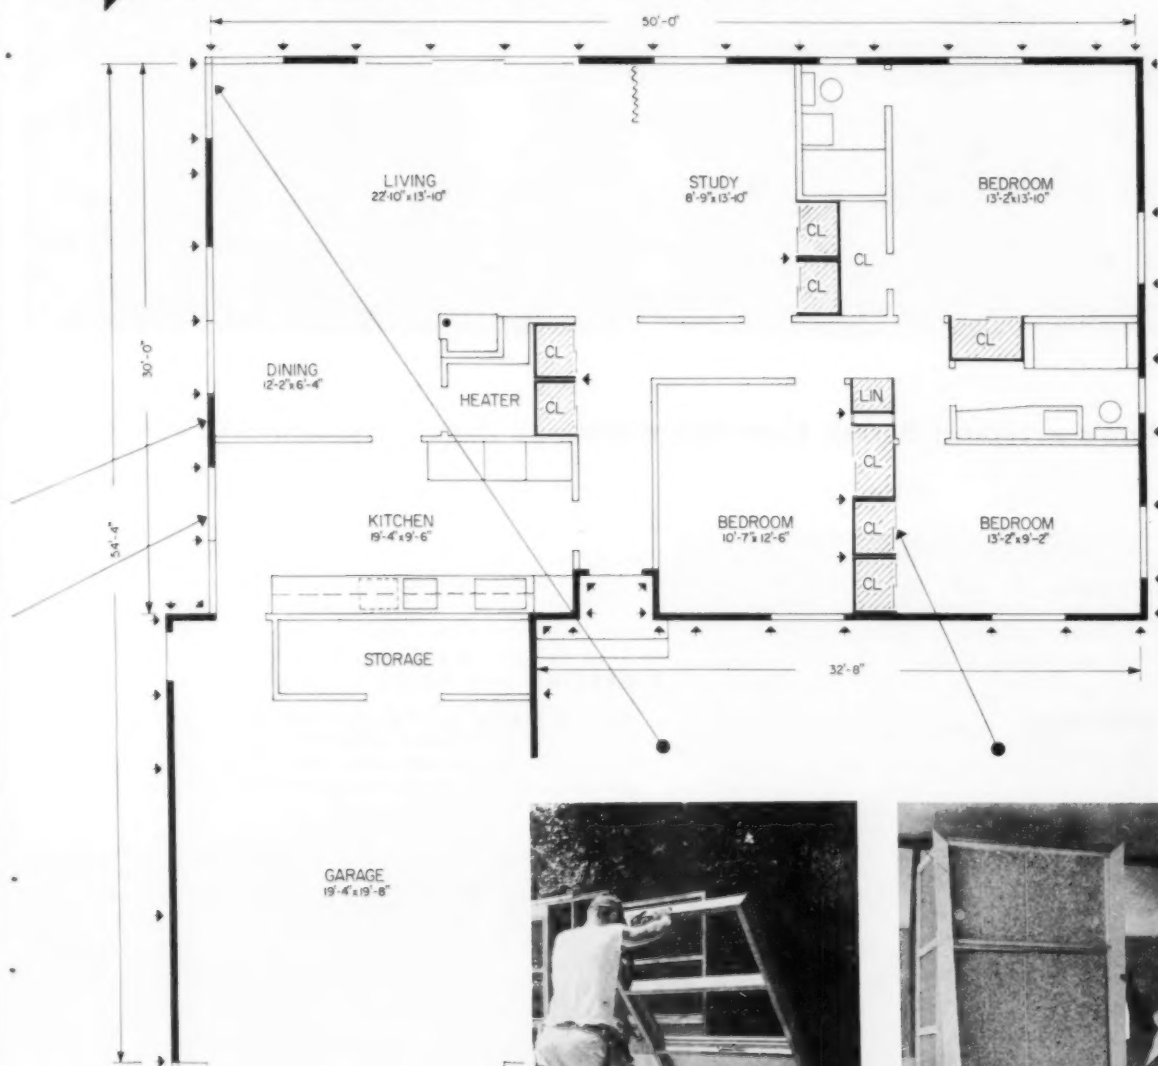 50'-0"
LIVING
22'-10" x 13'-10"
STUDY
8'-9" x 13'-10"
BEDROOM
13'-2" x 13'-10"
CL
CL
CL
30'-0"
DINING
12'-2" x 6'-4"
HEATER
CL
CL
CL
LIN
54'-4"
KITCHEN
19'-4" x 9'-6"
BEDROOM
10'-7" x 12'-6"
CL
CL
CL
BEDROOM
13'-2" x 9'-2"
STORAGE
32'-8"
GARAGE
19'-4" x 19'-8"